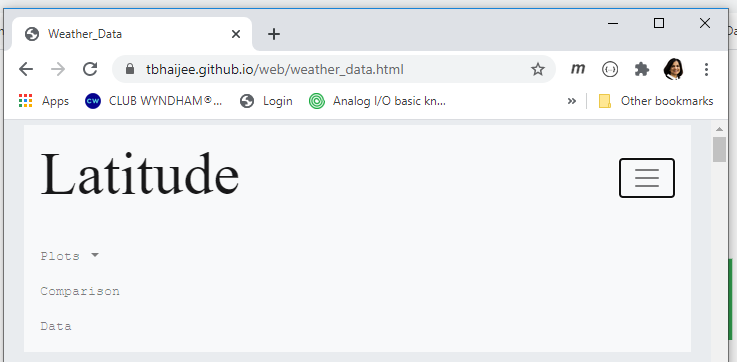 Weather_Data
tbhaijee.github.io/web/weather_data.html
m
Apps
CW
CLUB WYNDHAM®...
Login
Analog I/O basic kn...
»
Other bookmarks
Latitude
Plots
Comparison
Data